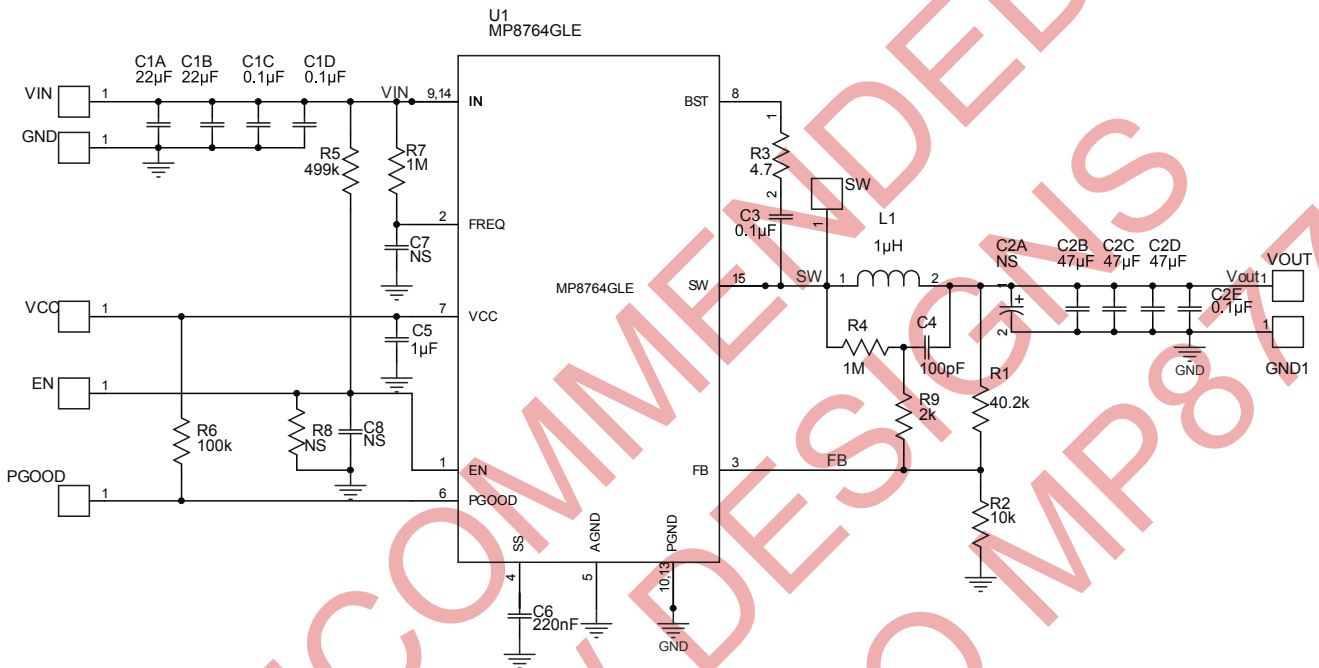 U1
MP8764GLE
C1A
22µF
C1B
22µF
C1C
0.1µF
C1D
0.1µF
VIN
1
GND
1
VIN
9,14
IN
R5
499k
R7
1M
2
FREQ
C7
NS
VCC
1
7
VCC
C5
1µF
EN
1
R8
NS
C8
NS
R6
100k
1
EN
PGOOD
1
6
PGOOD
MP8764GLE
SS
4
AGND
5
PGND
10,13
C6
220nF
GND
BST
8
1
R3
4.7
2
C3
0.1µF
SW
1
L1
1µH
SW
15
SW
1
2
R4
1M
C4
100pF
R9
2k
R1
40.2k
FB
3
FB
R2
10k
C2A
NS
1
+
2
C2B
47µF
C2C
47µF
C2D
47µF
C2E
0.1µF
Vout
1
VOUT
1
GND1
GND
COMMENDED
DESIGNS
O MP87